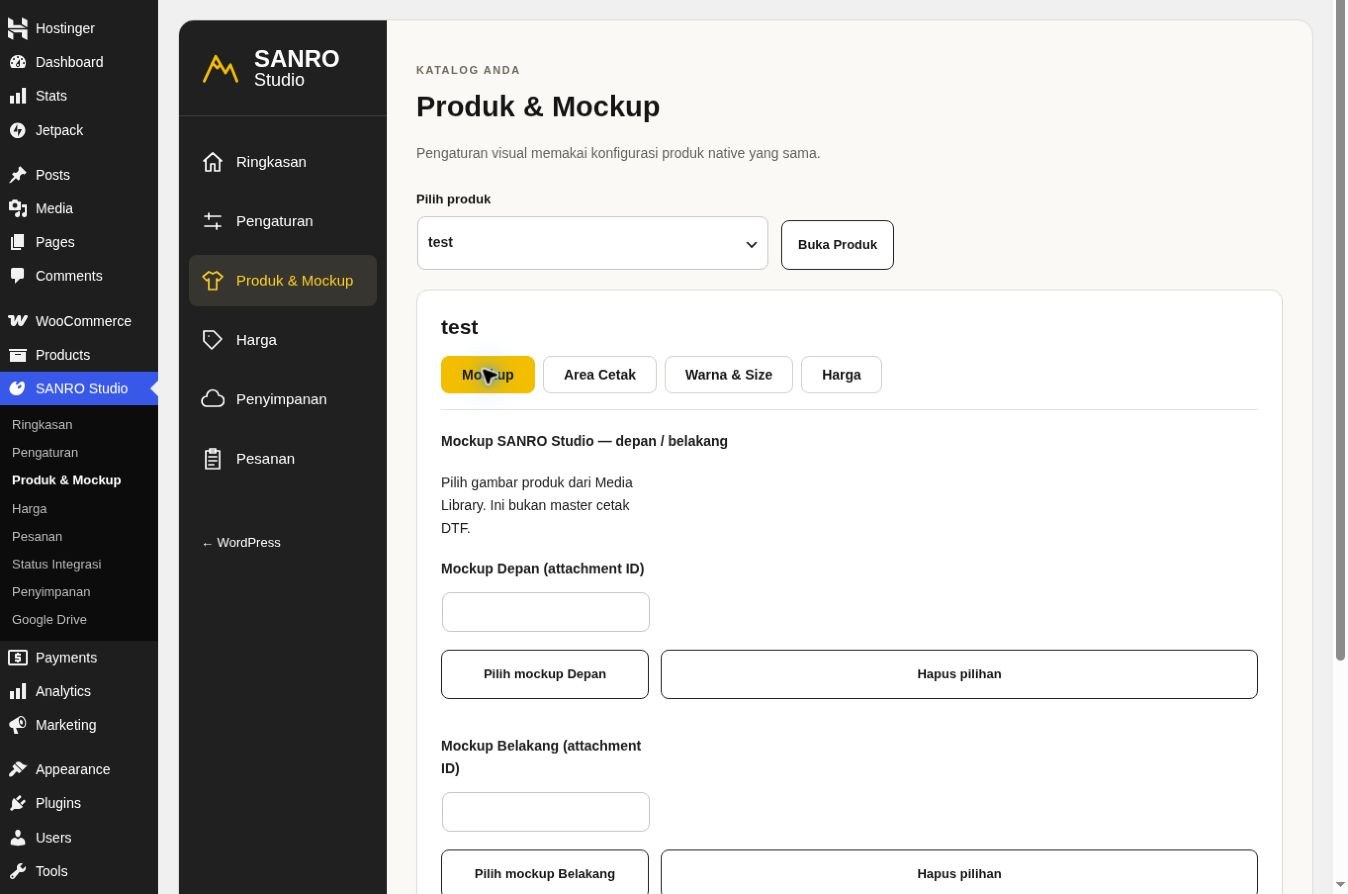 Hostinger
Dashboard
Stats
Jetpack
Posts
Media
Pages
Comments
WooCommerce
Products
SANRO Studio
Ringkasan
Pengaturan
Produk & Mockup
Harga
Pesanan
Status Integrasi
Penyimpanan
Google Drive
Payments
Analytics
Marketing
Appearance
Plugins
Users
Tools
SANRO
Studio
Ringkasan
Pengaturan
Produk & Mockup
Harga
Penyimpanan
Pesanan
← WordPress
KATALOG ANDA
Produk & Mockup
Pengaturan visual memakai konfigurasi produk native yang sama.
Pilih produk
test
Buka Produk
test
Mockup Area Cetak Warna & Size Harga
Mockup SANRO Studio — depan / belakang
Pilih gambar produk dari Media
Library. Ini bukan master cetak
DTF.
Mockup Depan (attachment ID)
Pilih mockup Depan Hapus pilihan
Mockup Belakang (attachment
ID)
Pilih mockup Belakang Hapus pilihan